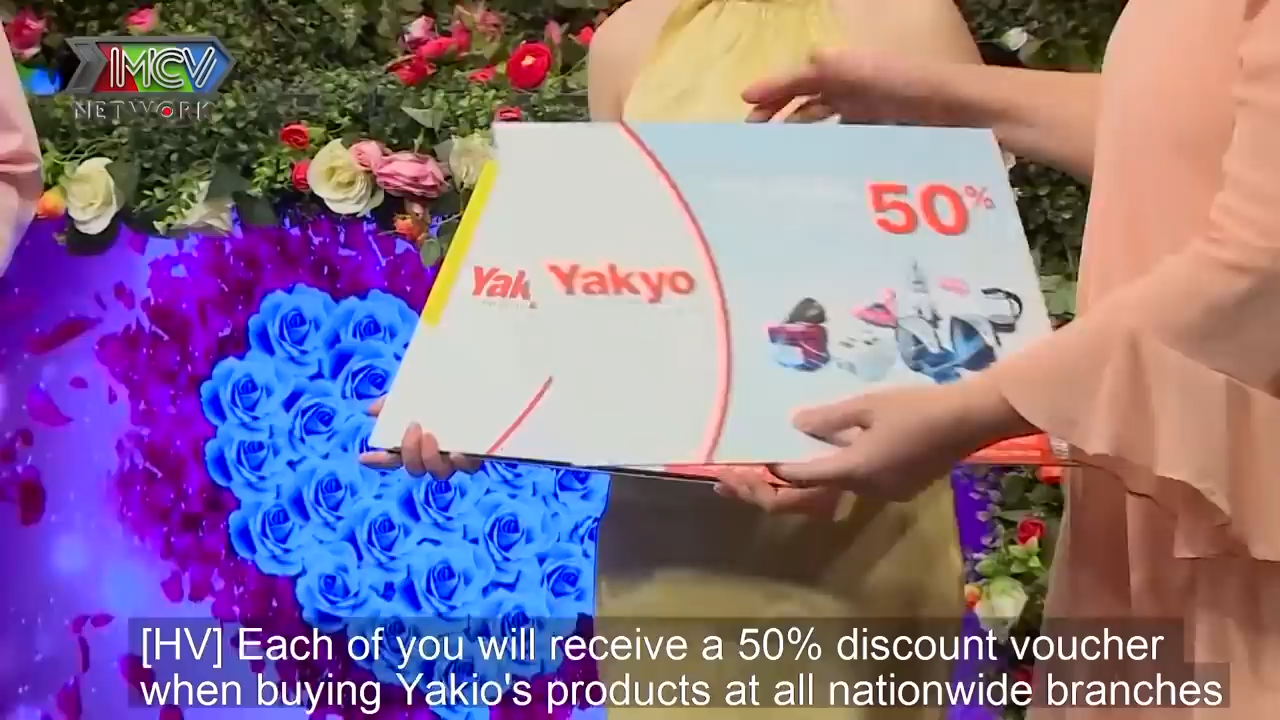 MCV
NETWORK
50%
Yak Yakyo
[HV] Each of you will receive a 50% discount voucher
when buying Yakio's products at all nationwide branches